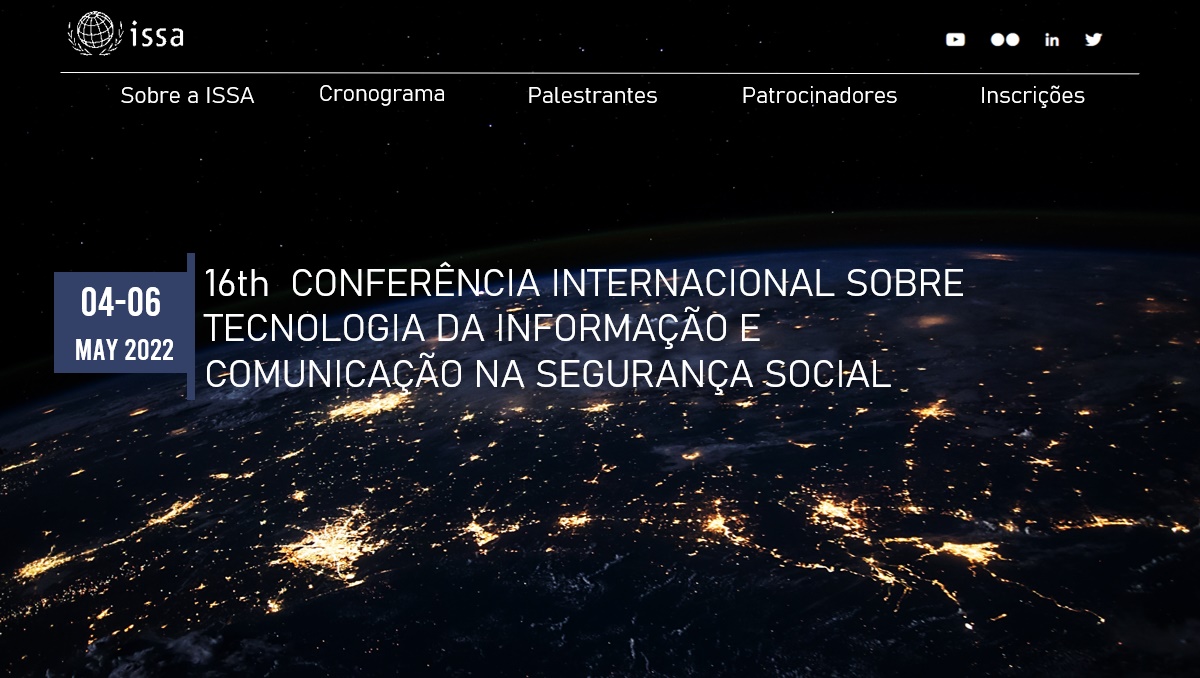 issa
in
Sobre a ISSA Cronograma Palestrantes Patrocinadores Inscrições
04-06
MAY 2022
16th CONFERÊNCIA INTERNACIONAL SOBRE
TECNOLOGIA DA INFORMAÇÃO E
COMUNICAÇÃO NA SEGURANÇA SOCIAL